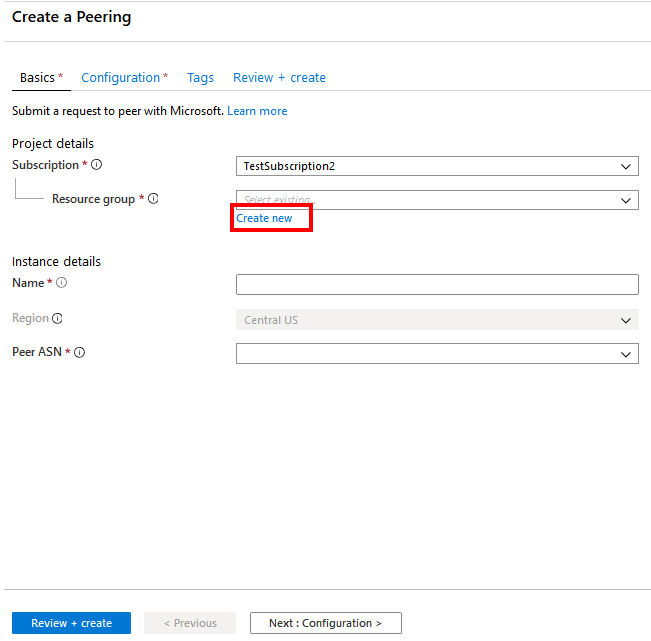 Create a Peering
Basics * Configuration * Tags Review + create
Submit a request to peer with Microsoft. Learn more
Project details
Subscription * TestSubscription2
Resource group * Select existing...
Create new
Instance details
Name *
Region Central US
Peer ASN *
Review + create < Previous Next : Configuration >